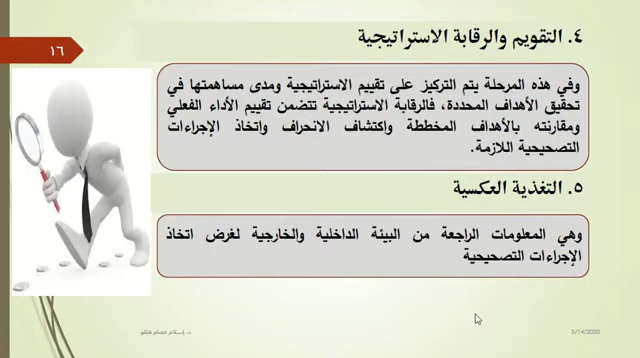 ١٦
٤. التقويم والرقابة الاستراتيجية
وفي هذه المرحلة يتم التركيز على تقييم الاستراتيجية ومدى مساهمتها في
تحقيق الأهداف المحددة، فالرقابة الاستراتيجية تتضمن تقييم الأداء الفعلي
ومقارنته بالأهداف المخططة واكتشاف الانحراف واتخاذ الإجراءات
التصحيحية اللازمة.
٥. التغذية العكسية
وهي المعلومات الراجعة من البيئة الداخلية والخارجية لغرض اتخاذ
الإجراءات التصحيحية
د. إسلام عصام هللو
3/14/2020